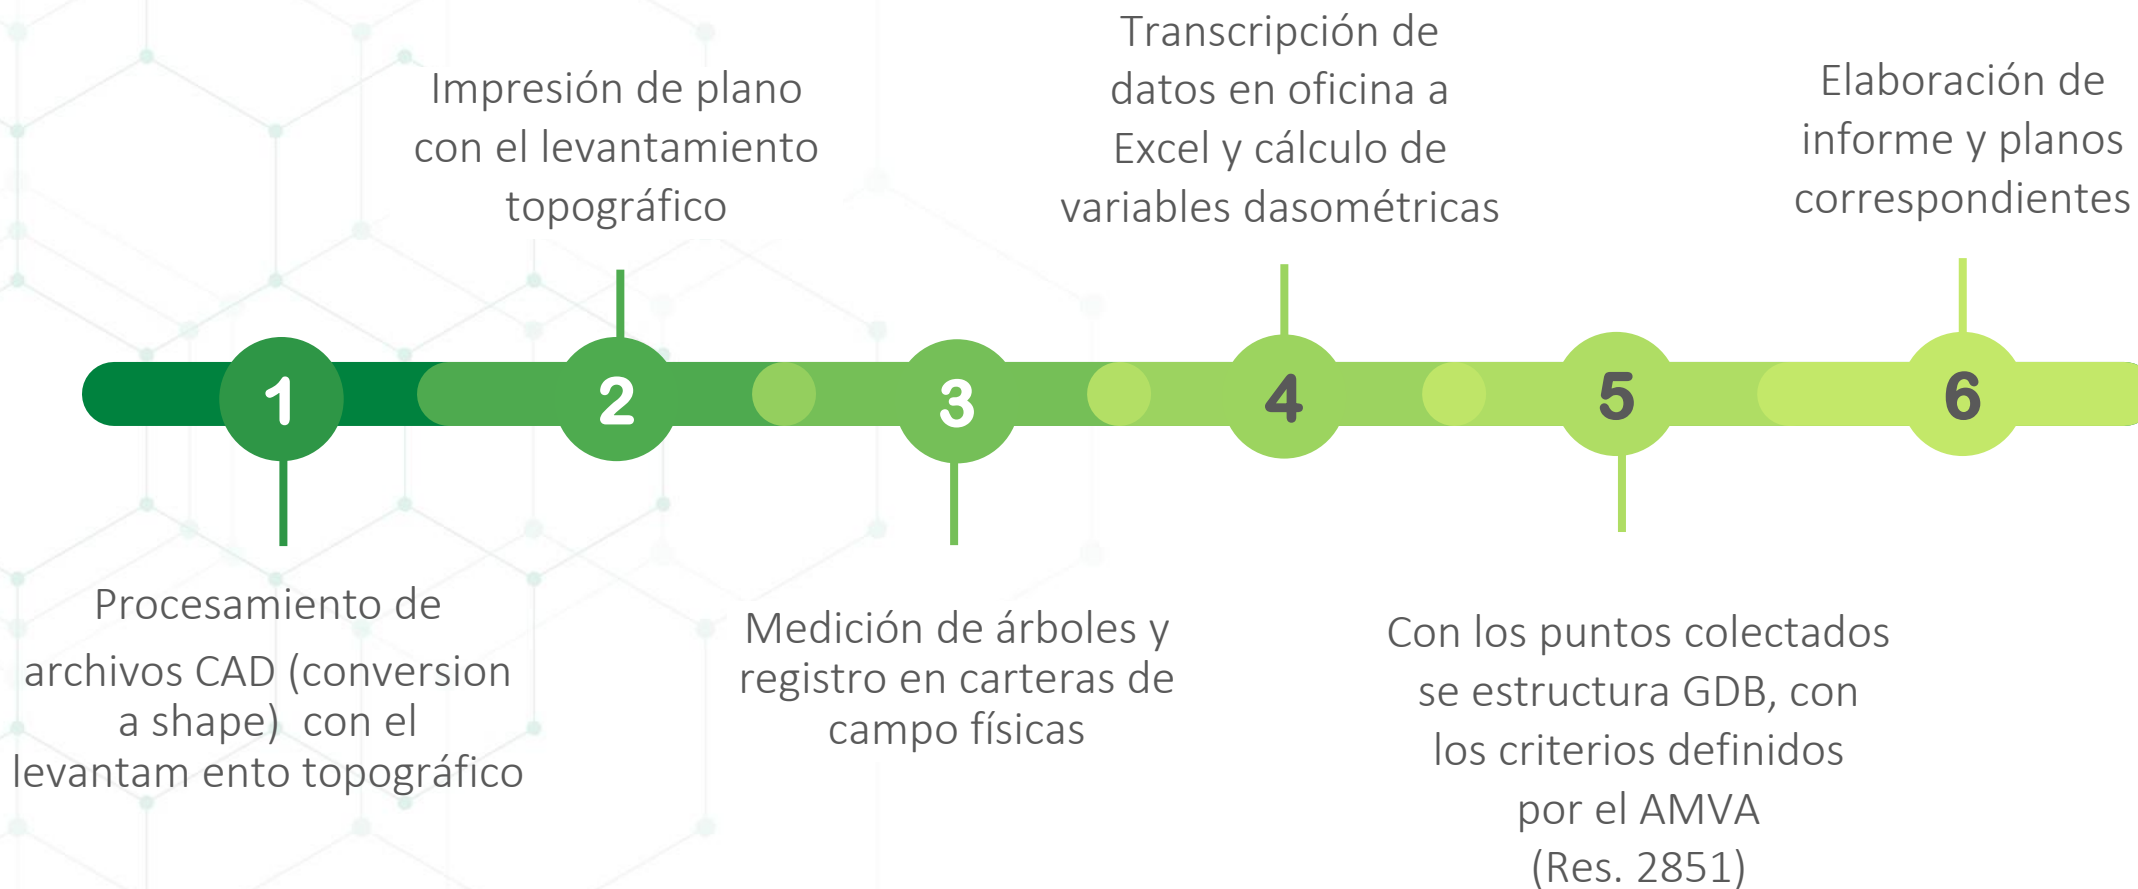 1
Procesamiento de
archivos CAD (conversion
a shape) con el
levantam ento topográfico
2
Impresión de plano
con el levantamiento
topográfico
3
Medición de árboles y
registro en carteras de
campo físicas
4
Transcripción de
datos en oficina a
Excel y cálculo de
variables dasométricas
5
Con los puntos colectados
se estructura GDB, con
los criterios definidos
por el AMVA
(Res. 2851)
6
Elaboración de
informe y planos
correspondientes